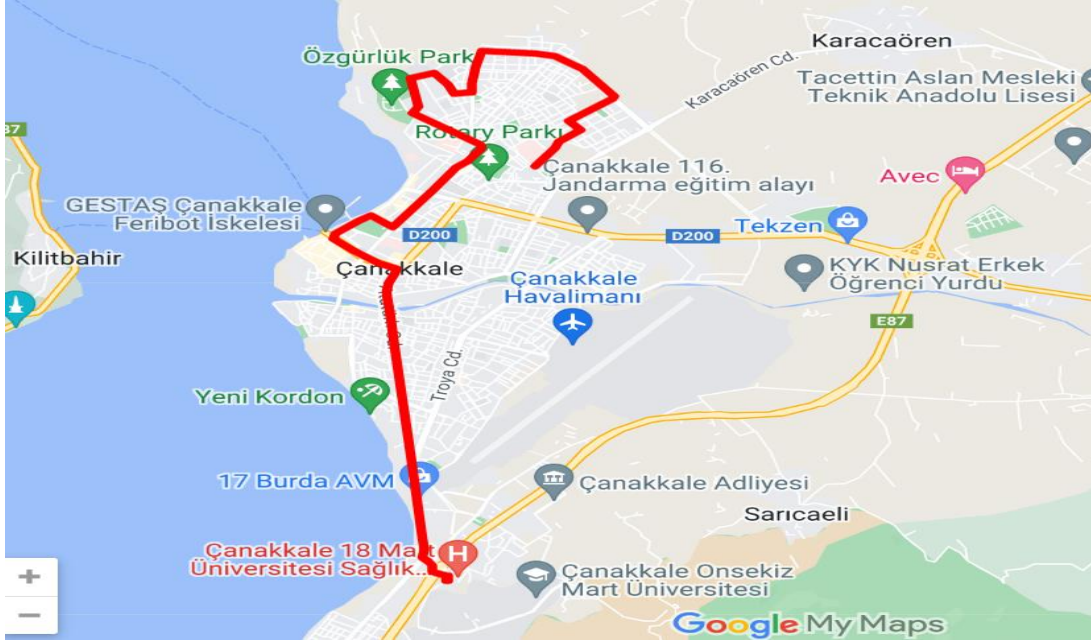 Karacaören
Özgürlük Park
Karacaören Cd.
Tacettin Aslan Mesleki
Teknik Anadolu Lisesi
87
Rotary Parkı
Çanakkale 116.
Jandarma eğitim alayı
Avec
GESTAŞ Çanakkale
Feribot İskelesi
D200
D200
Tekzen
Kilitbahir
Çanakkale
Çanakkale
Havalimanı
KYK Nusrat Erkek
Öğrenci Yurdu
E87
Troya Cd.
Yeni Kordon
17 Burda AVM
Çanakkale Adliyesi
Sarıcaeli
Çanakkale 18 Mart
Üniversitesi Sağlık...
H
Çanakkale Onsekiz
Mart Üniversitesi
+
−
Google My Maps